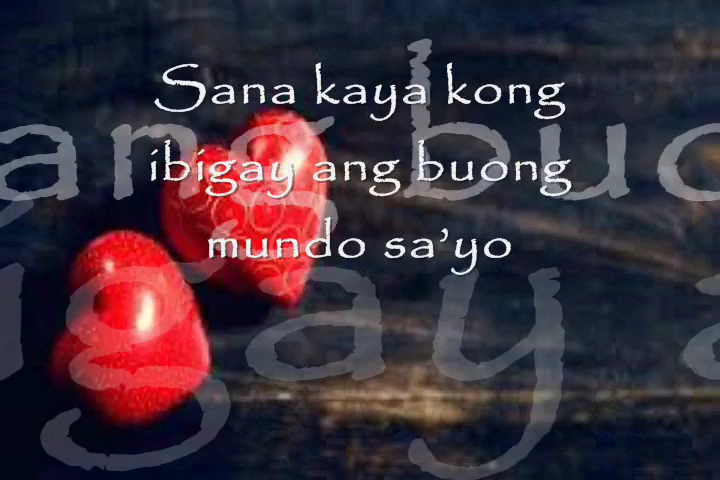 Sana kaya kong
ibigay ang buong
mundo sa’yo